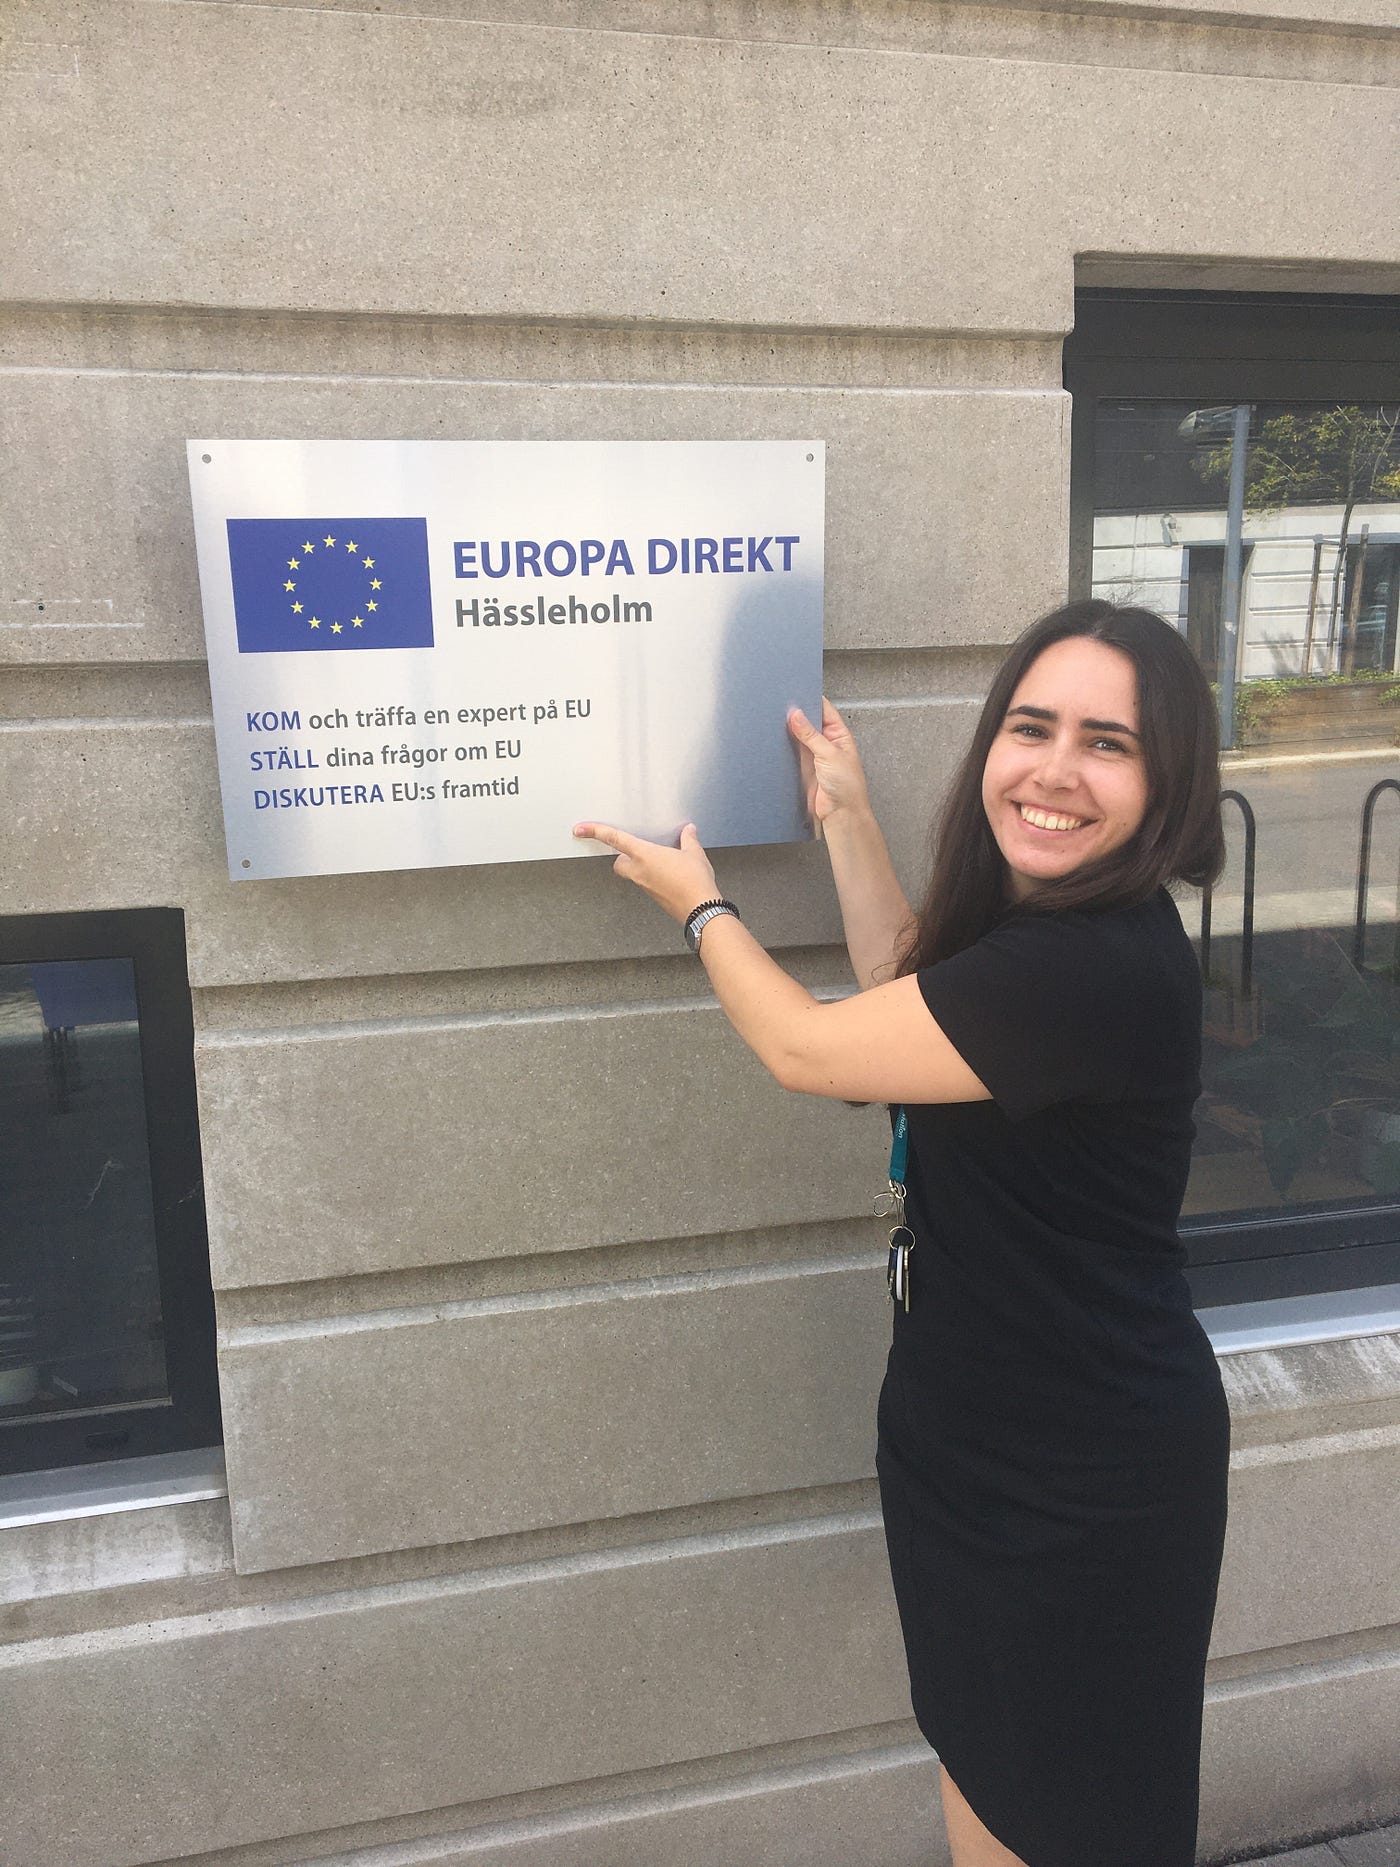 EUROPA DIREKT
Hässleholm
KOM och träffa en expert på EU
STÄLL dina frågor om EU
DISKUTERA EU:s framtid